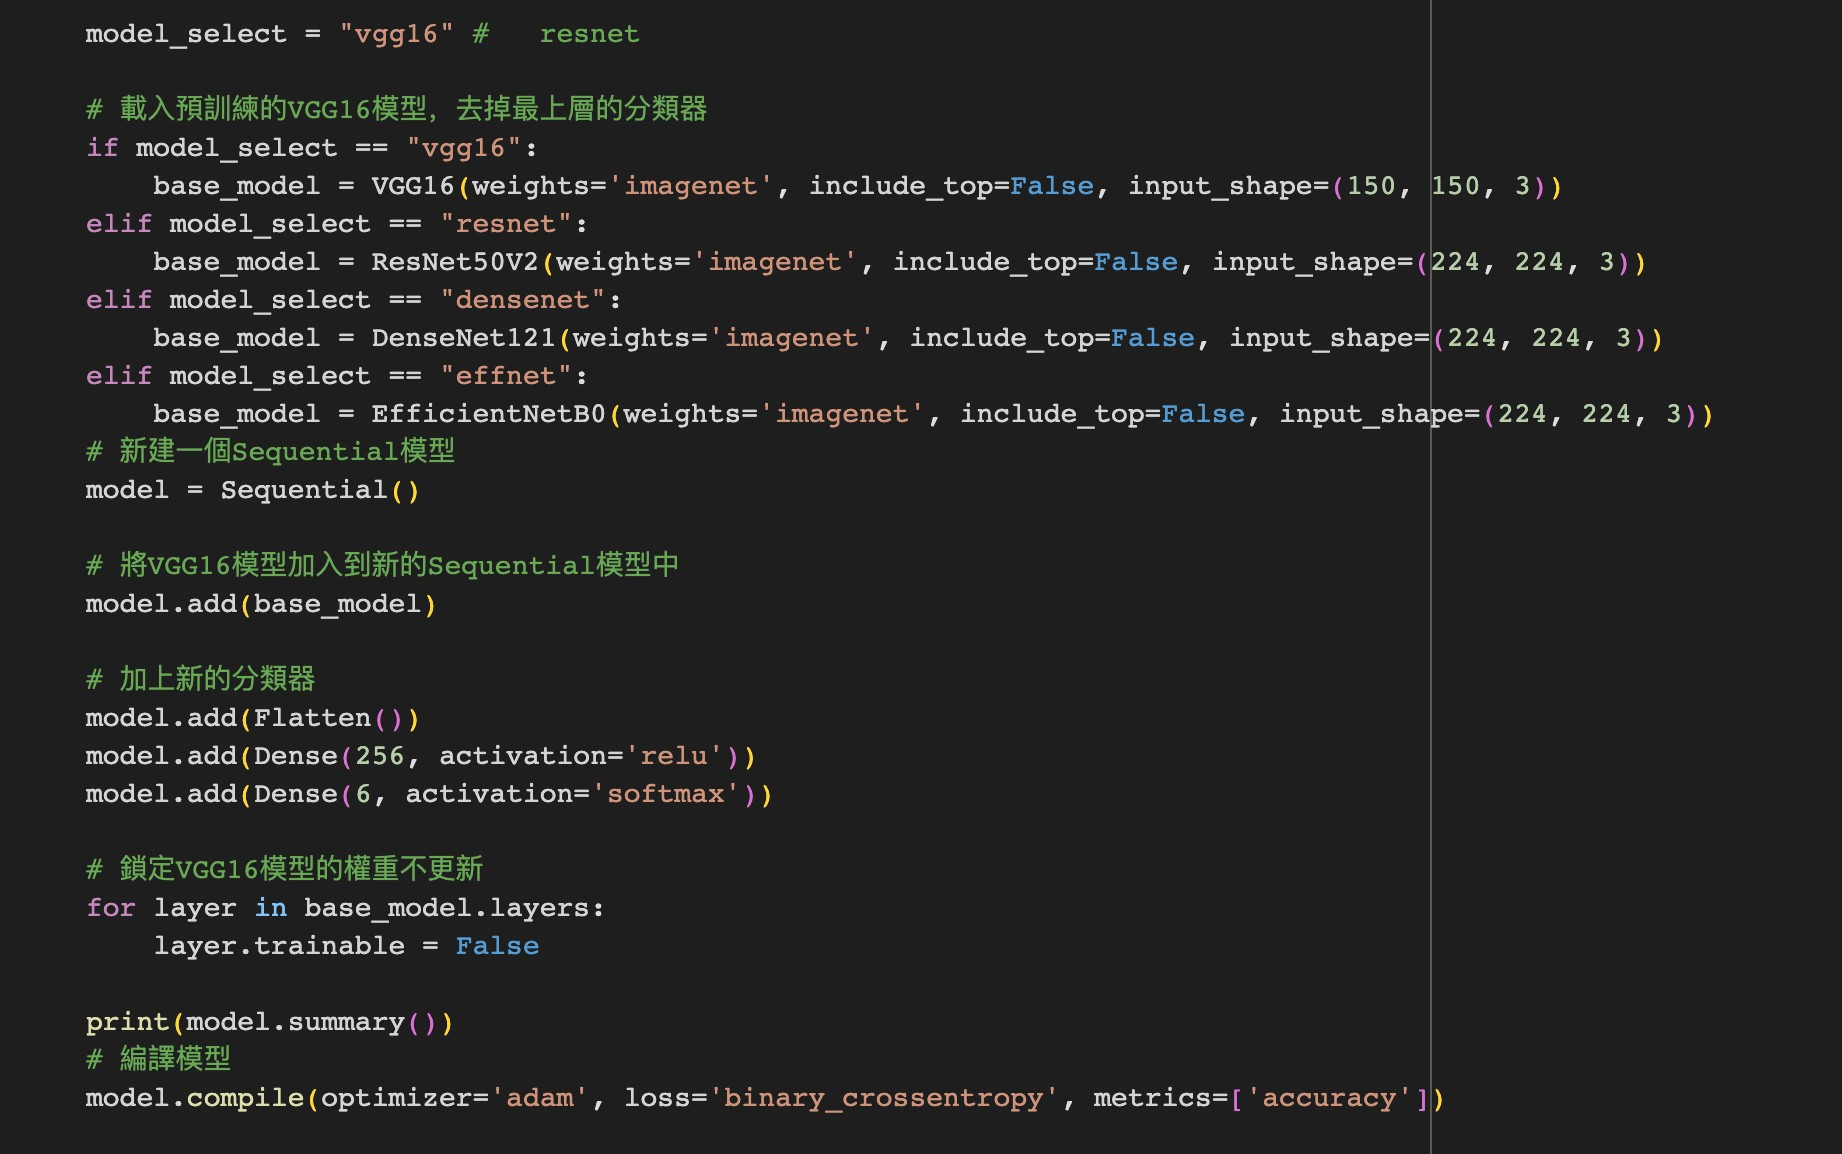 model_select = "vgg16" #   resnet
# 載入預訓練的VGG16模型，去掉最上層的分類器
if model_select == "vgg16":
    base_model = VGG16(weights='imagenet', include_top=False, input_shape=(150, 150, 3))
elif model_select == "resnet":
    base_model = ResNet50V2(weights='imagenet', include_top=False, input_shape=(224, 224, 3))
elif model_select == "densenet":
    base_model = DenseNet121(weights='imagenet', include_top=False, input_shape=(224, 224, 3))
elif model_select == "effnet":
    base_model = EfficientNetB0(weights='imagenet', include_top=False, input_shape=(224, 224, 3))
# 新建一個Sequential模型
model = Sequential()
# 將VGG16模型加入到新的Sequential模型中
model.add(base_model)
# 加上新的分類器
model.add(Flatten())
model.add(Dense(256, activation='relu'))
model.add(Dense(6, activation='softmax'))
# 鎖定VGG16模型的權重不更新
for layer in base_model.layers:
    layer.trainable = False
print(model.summary())
# 編譯模型
model.compile(optimizer='adam', loss='binary_crossentropy', metrics=['accuracy'])